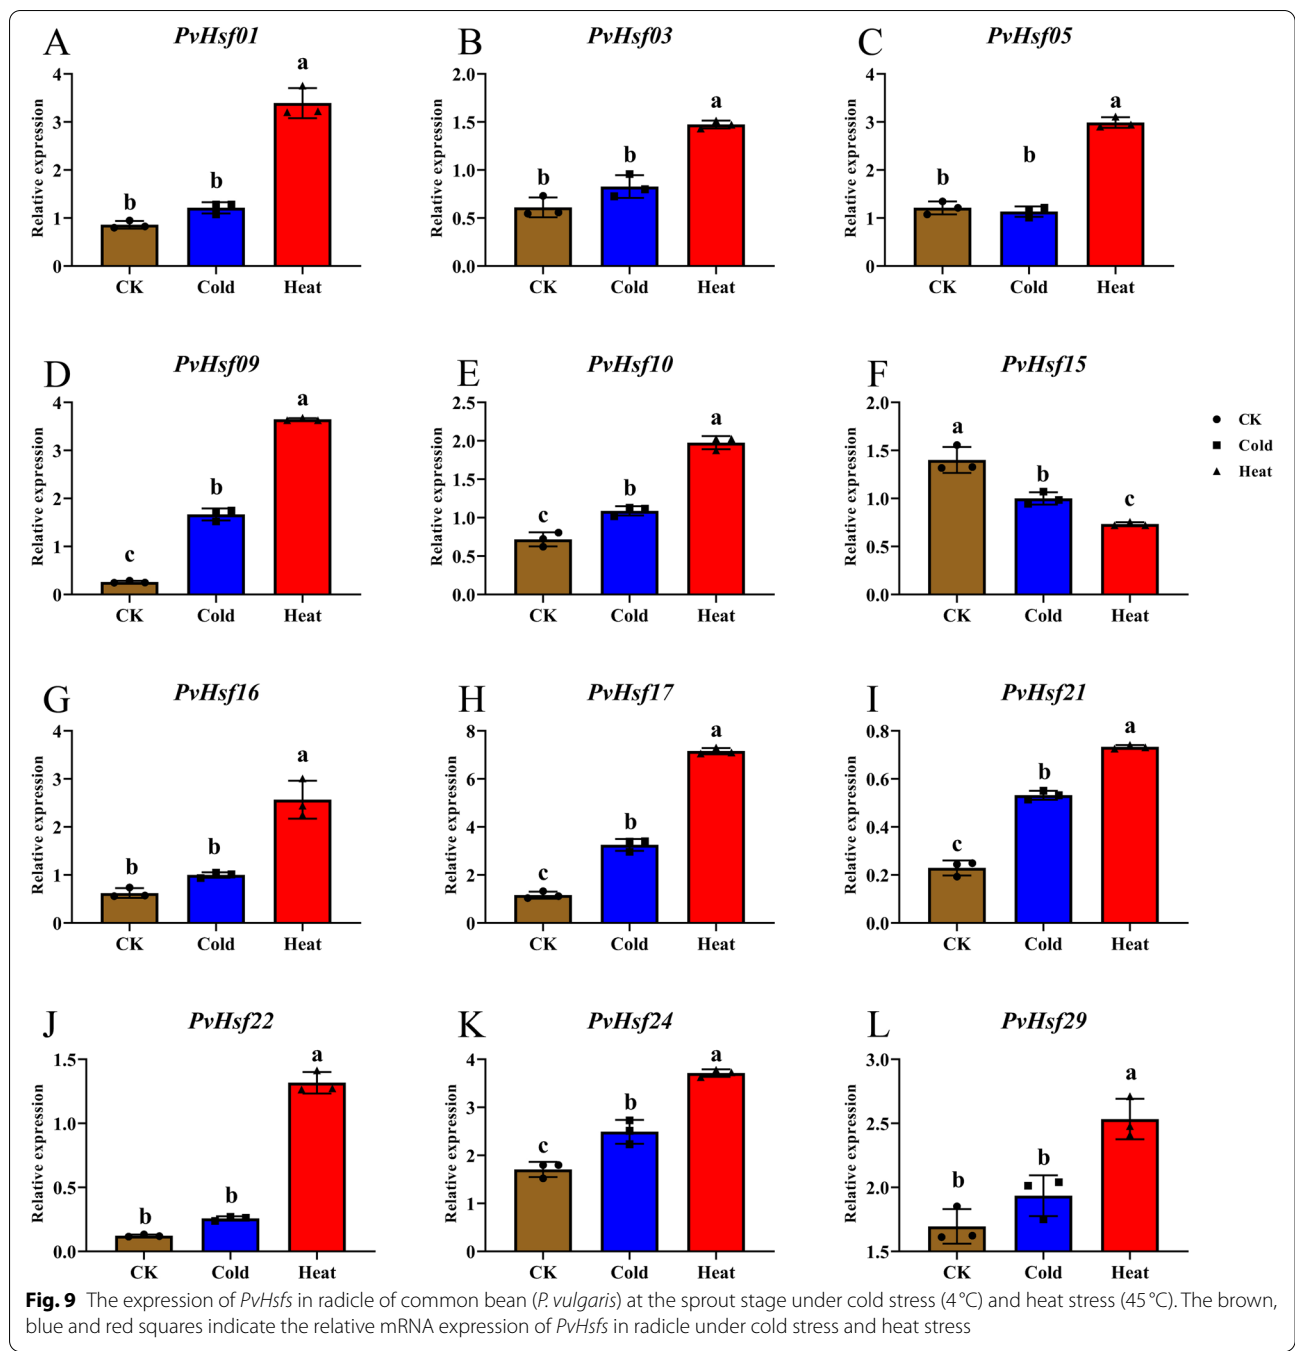 A PvHsf01
a
b
b
4
3
2
1
0
Relative expression
CK Cold Heat
B PvHsf03
a
b
b
2.0
1.5
1.0
0.5
0.0
Relative expression
CK Cold Heat
C PvHsf05
a
b
b
4
3
2
1
0
Relative expression
CK Cold Heat
D PvHsf09
a
b
c
4
3
2
1
0
Relative expression
CK Cold Heat
E PvHsf10
a
b
c
2.5
2.0
1.5
1.0
0.5
0.0
Relative expression
CK Cold Heat
F PvHsf15
a
b
c
2.0
1.5
1.0
0.5
0.0
Relative expression
CK Cold Heat
CK
Cold
Heat
G PvHsf16
a
b
b
4
3
2
1
0
Relative expression
CK Cold Heat
H PvHsf17
a
b
c
8
6
4
2
0
Relative expression
CK Cold Heat
I PvHsf21
a
b
c
0.8
0.6
0.4
0.2
0.0
Relative expression
CK Cold Heat
J PvHsf22
a
b
b
1.5
1.0
0.5
0.0
Relative expression
CK Cold Heat
K PvHsf24
a
b
c
4
3
2
1
0
Relative expression
CK Cold Heat
L PvHsf29
a
b
b
3.0
2.5
2.0
1.5
Relative expression
CK Cold Heat
Fig. 9 The expression of PvHsfs in radicle of common bean (P. vulgaris) at the sprout stage under cold stress (4 °C) and heat stress (45 °C). The brown,
blue and red squares indicate the relative mRNA expression of PvHsfs in radicle under cold stress and heat stress